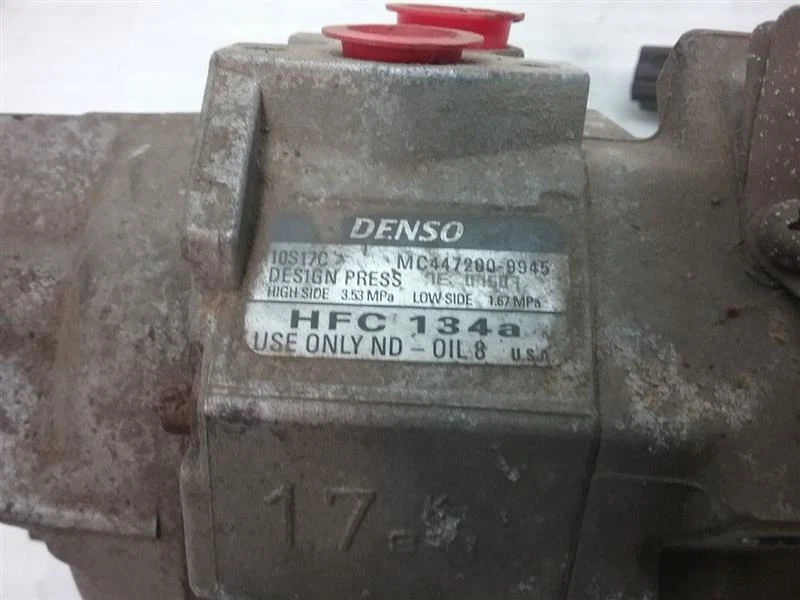 DENSO
10S17C MC447200-9945
DESIGN PRESS
HIGH SIDE 3.53 MPa LOW SIDE 1.67 MPa
HFC 134a
USE ONLY ND-OIL 8 U.S.A
17